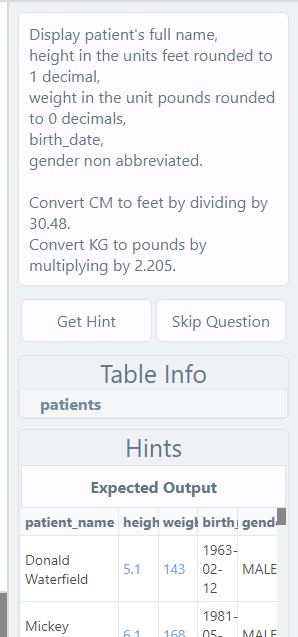 Display patient's full name,
height in the units feet rounded to
1 decimal,
weight in the unit pounds rounded
to 0 decimals,
birth_date,
gender non abbreviated.
Convert CM to feet by dividing by
30.48.
Convert KG to pounds by
multiplying by 2.205.
Get Hint Skip Question
Table Info
patients
Hints
Expected Output
patient_name heigh weigh birth_ gende
Donald
Waterfield
5.1 143
1963-
02-
12
MALE
Mickey
6.1 168
1981-
05-
MALE